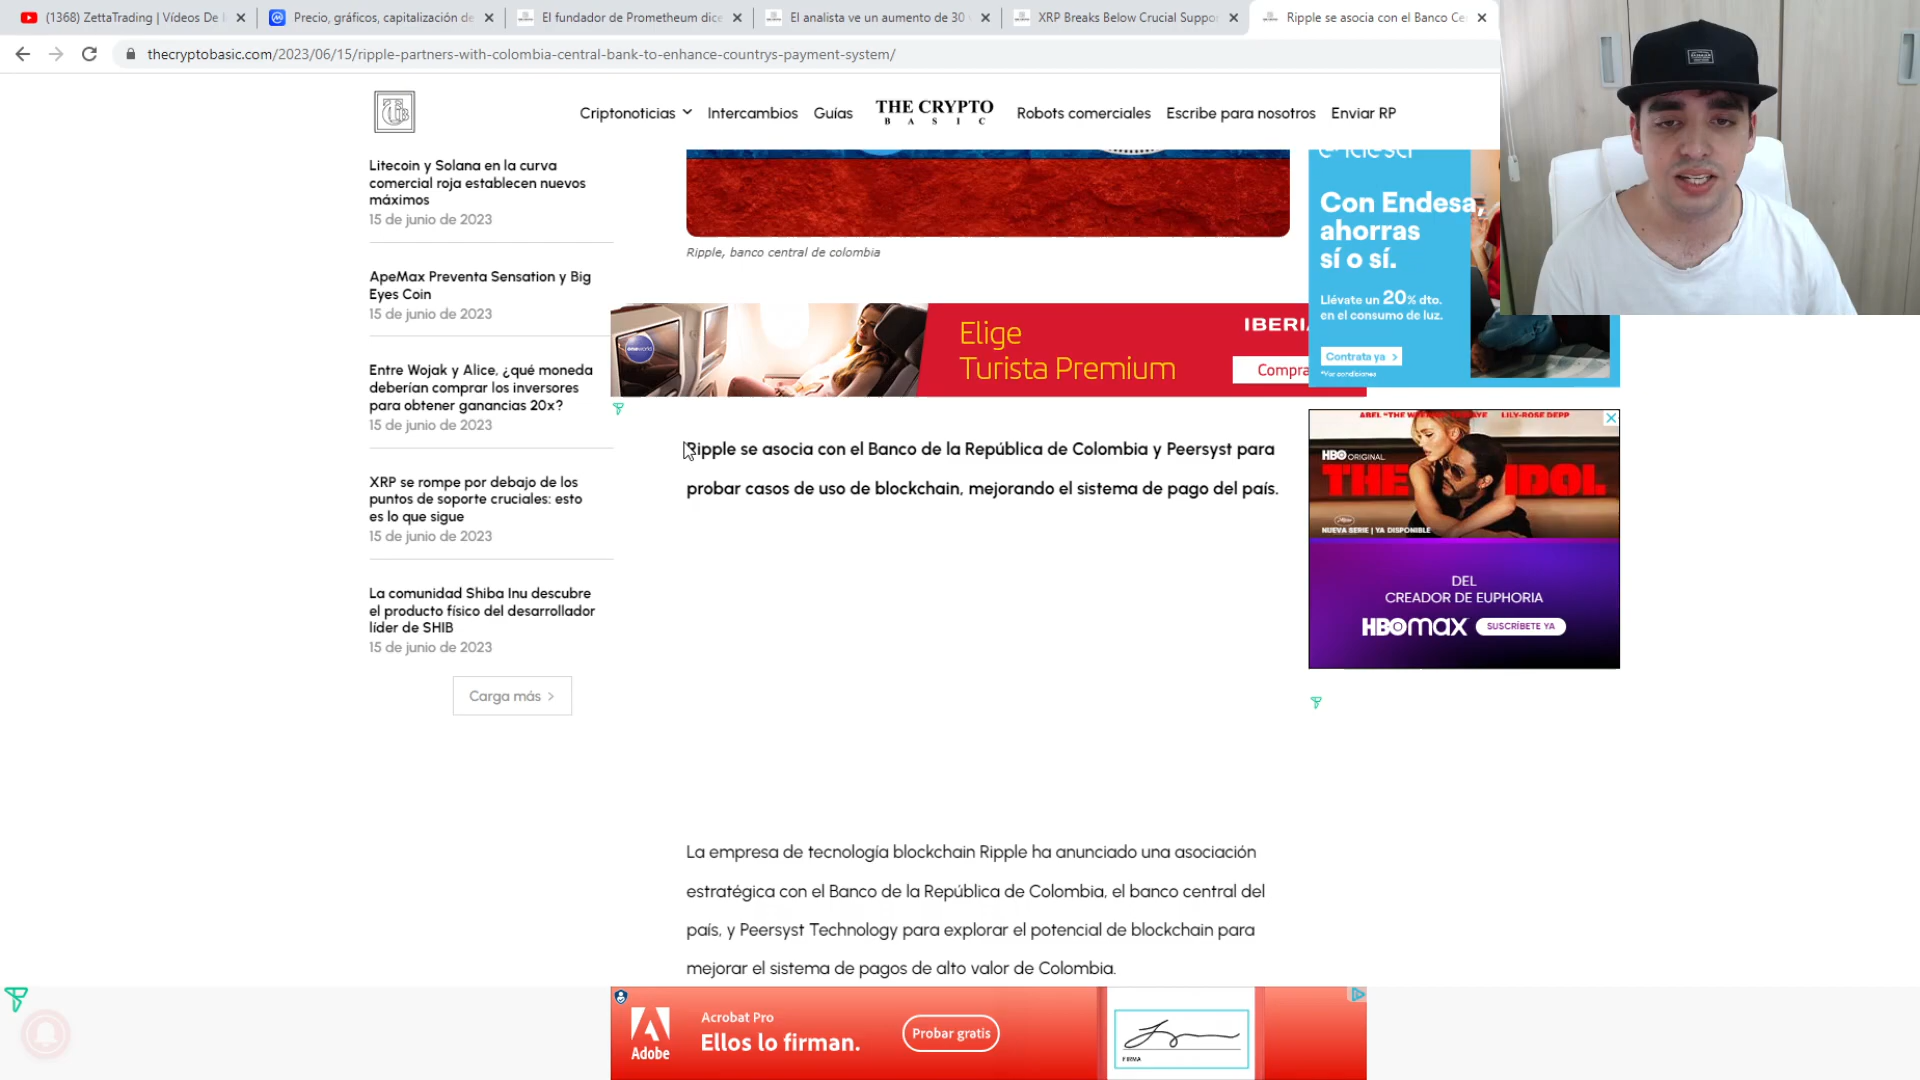 (1368) ZettaTrading | Vídeos De
Precio, gráficos, capitalización de
El fundador de Prometheum dice
El analista ve un aumento de 30
XRP Breaks Below Crucial Suppo
Ripple se asocia con el Banco Ce
thecryptobasic.com/2023/06/15/ripple-partners-with-colombia-central-bank-to-enhance-countrys-payment-system/
Criptonoticias
Intercambios
Guías
THE CRYPTO
BASIC
Robots comerciales
Escribe para nosotros
Enviar RP
Litecoin y Solana en la curva
comercial roja establecen nuevos
máximos
15 de junio de 2023
ApeMax Preventa Sensation y Big
Eyes Coin
15 de junio de 2023
Entre Wojak y Alice, ¿qué moneda
deberían comprar los inversores
para obtener ganancias 20x?
15 de junio de 2023
XRP se rompe por debajo de los
puntos de soporte cruciales: esto
es lo que sigue
15 de junio de 2023
La comunidad Shiba Inu descubre
el producto físico del desarrollador
líder de SHIB
15 de junio de 2023
Carga más >
Ripple, banco central de colombia
oneworld
Elige
Turista Premium
IBERI
Compra
Ripple se asocia con el Banco de la República de Colombia y Peersyst para
probar casos de uso de blockchain, mejorando el sistema de pago del país.
La empresa de tecnología blockchain Ripple ha anunciado una asociación
estratégica con el Banco de la República de Colombia, el banco central del
país, y Peersyst Technology para explorar el potencial de blockchain para
mejorar el sistema de pagos de alto valor de Colombia.
Con Endesa,
ahorras
sí o sí.
Llévate un 20% dto.
en el consumo de luz.
Contrata ya >
*Ver condiciones
LILY-ROSE DEPP
HBO ORIGINAL
THE IDOL
NUEVA SERIE | YA DISPONIBLE
DEL
CREADOR DE EUPHORIA
HBOMAX
SUSCRÍBETE YA
Adobe
Acrobat Pro
Ellos lo firman.
Probar gratis
FIRMA